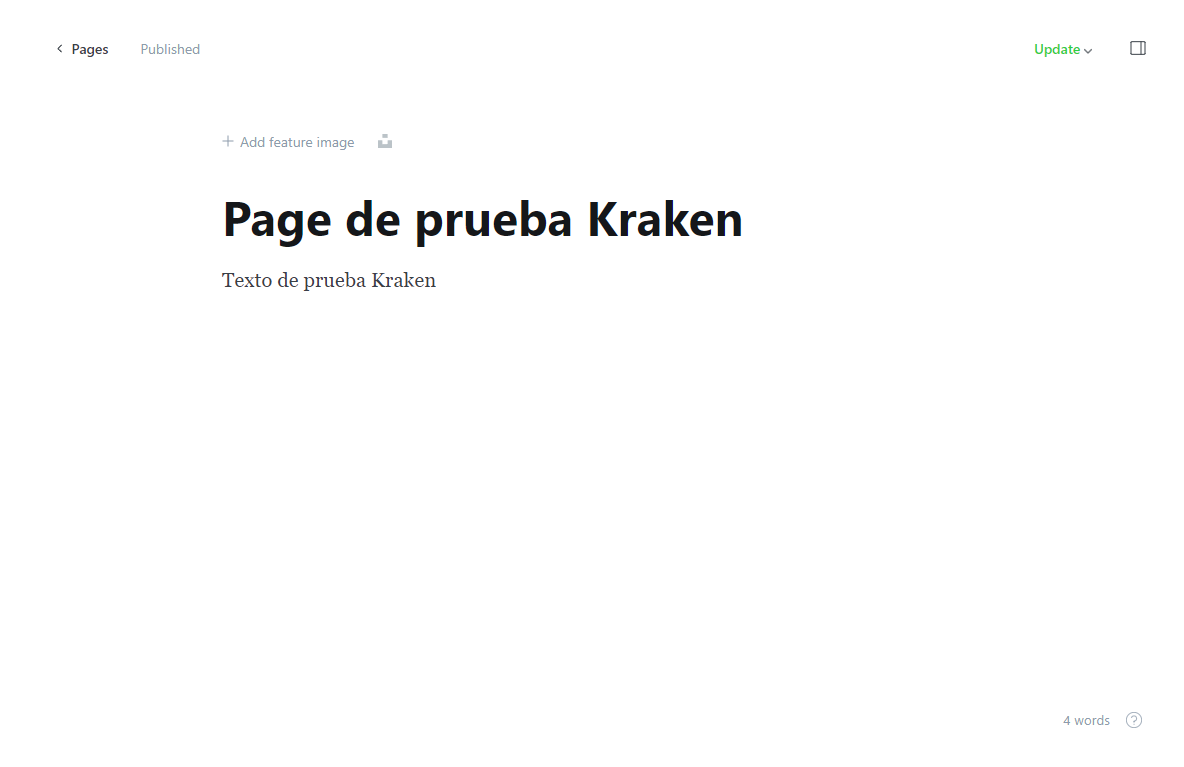 Pages Published Update
Add feature image
Page de prueba Kraken
Texto de prueba Kraken
4 words ?